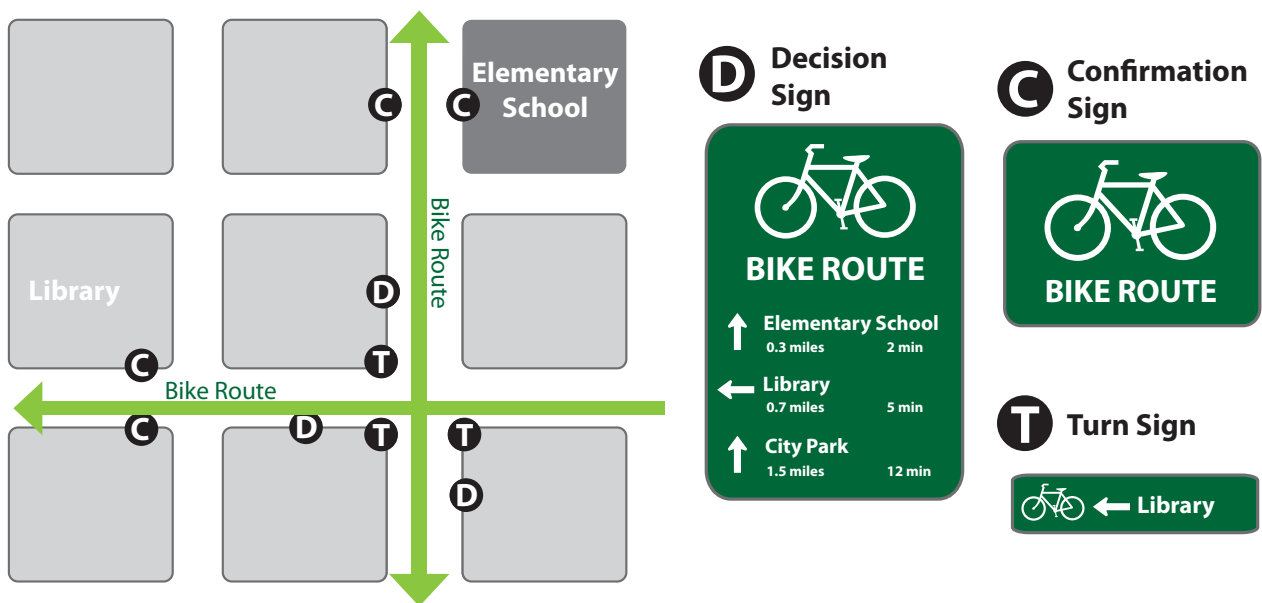 Elementary
School
C
C
Bike Route
Library
D
T
C
Bike Route
C
D
T
T
D
D
Decision
Sign
BIKE ROUTE
Elementary School
0.3 miles 2 min
Library
0.7 miles 5 min
City Park
1.5 miles 12 min
C
Confirmation
Sign
BIKE ROUTE
T
Turn Sign
Library